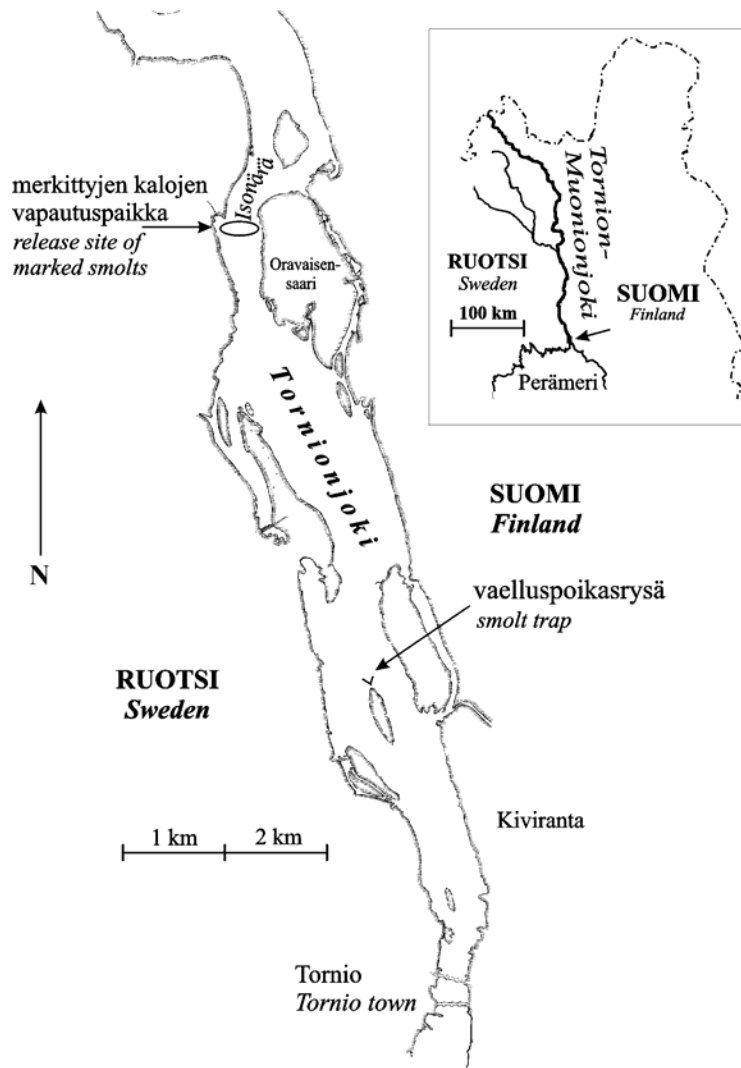 merkittyjen kalojen
vapautuspaikka
release site of
marked smolts
Isonärä
Oravaisen-
saari
Tornionjoki
N
SUOMI
Finland
vaelluspoikasrysä
smolt trap
RUOTSI
Sweden
1 km
2 km
Kiviranta
Tornio
Tornio town
Tornion-
Muonionjoki
RUOTSI
Sweden
100 km
SUOMI
Finland
Perämeri